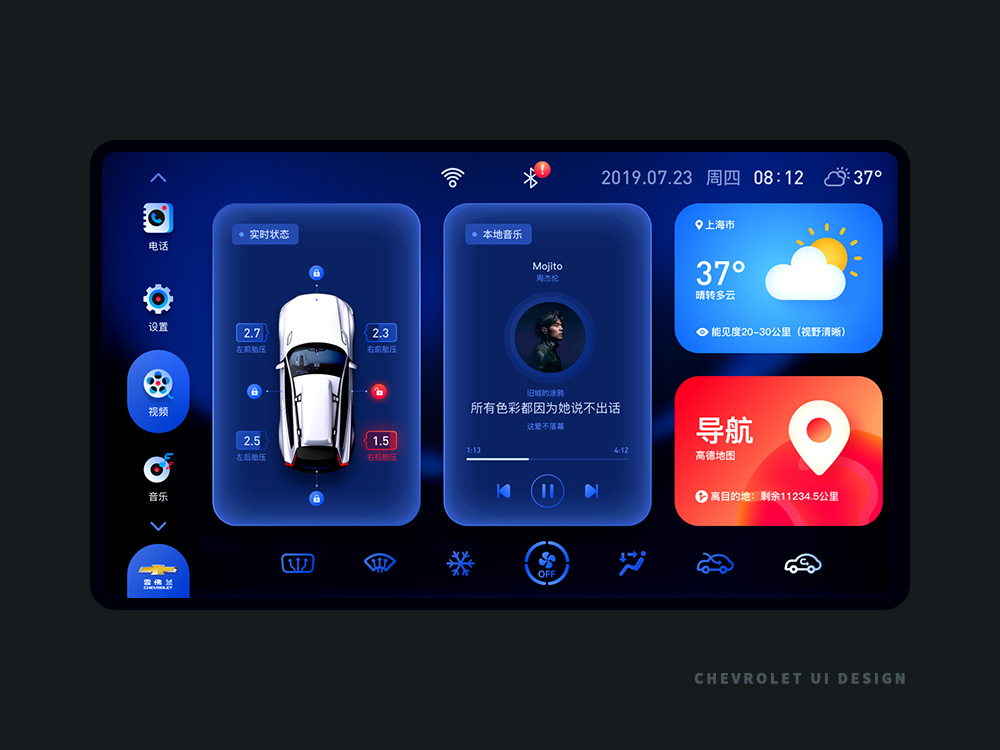 2019.07.23 周四 08:12 37°
电话
设置
视频
音乐
雪佛兰
CHEVROLET
实时状态
2.7
左前胎压
2.3
右前胎压
2.5
左后胎压
1.5
右后胎压
本地音乐
Mojito
周杰伦
旧城的涂鸦
所有色彩都因为她说不出话
这爱不落幕
1:13
4:12
上海市
37°
晴转多云
能见度20-30公里（视野清晰）
导航
高德地图
离目的地：剩余11234.5公里
OFF
CHEVROLET UI DESIGN